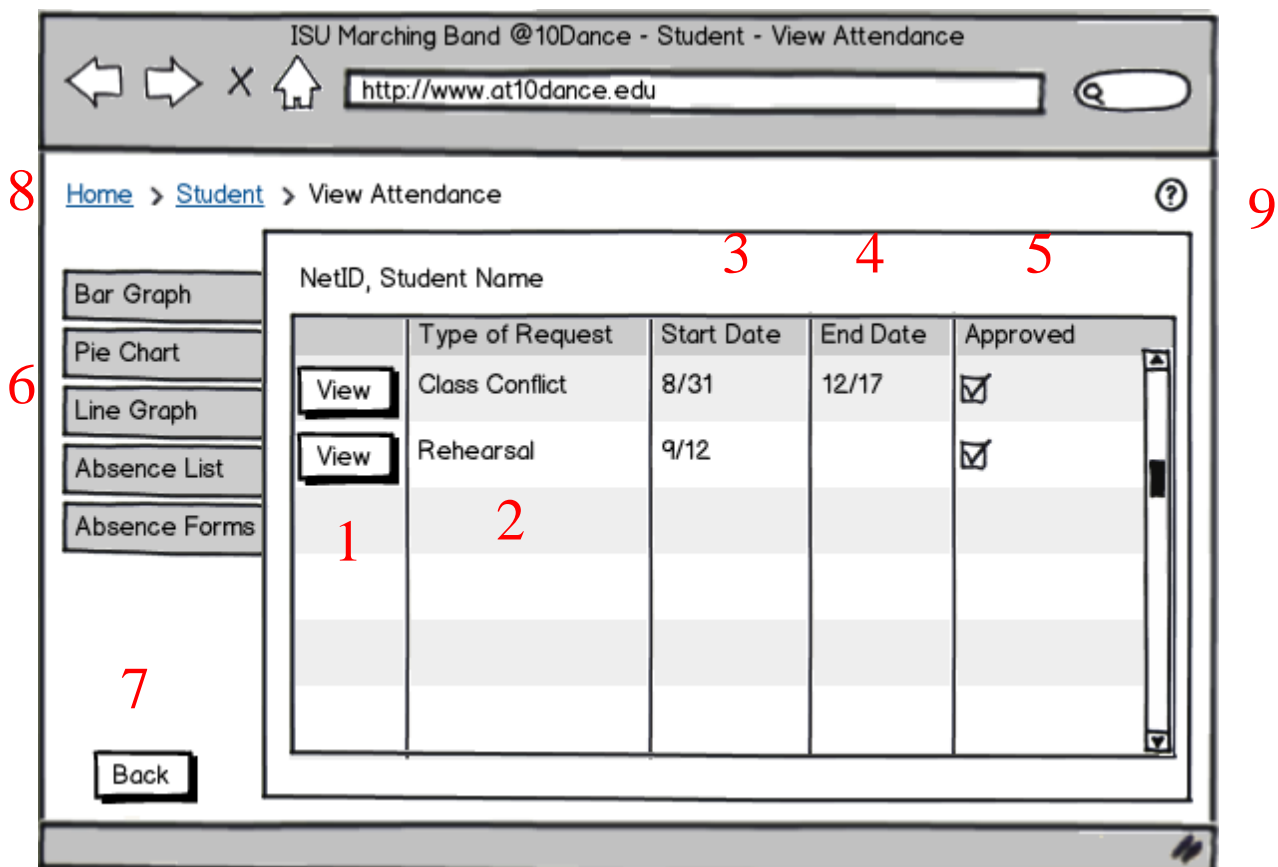 ISU Marching Band @10Dance - Student - View Attendance
http://www.at10dance.edu
8 Home > Student > View Attendance ? 9
3 4 5
NetID, Student Name
Bar Graph
Pie Chart
6
Line Graph
Absence List
Absence Forms
Type of Request Start Date End Date Approved
View Class Conflict 8/31 12/17
View Rehearsal 9/12
1 2
7
Back